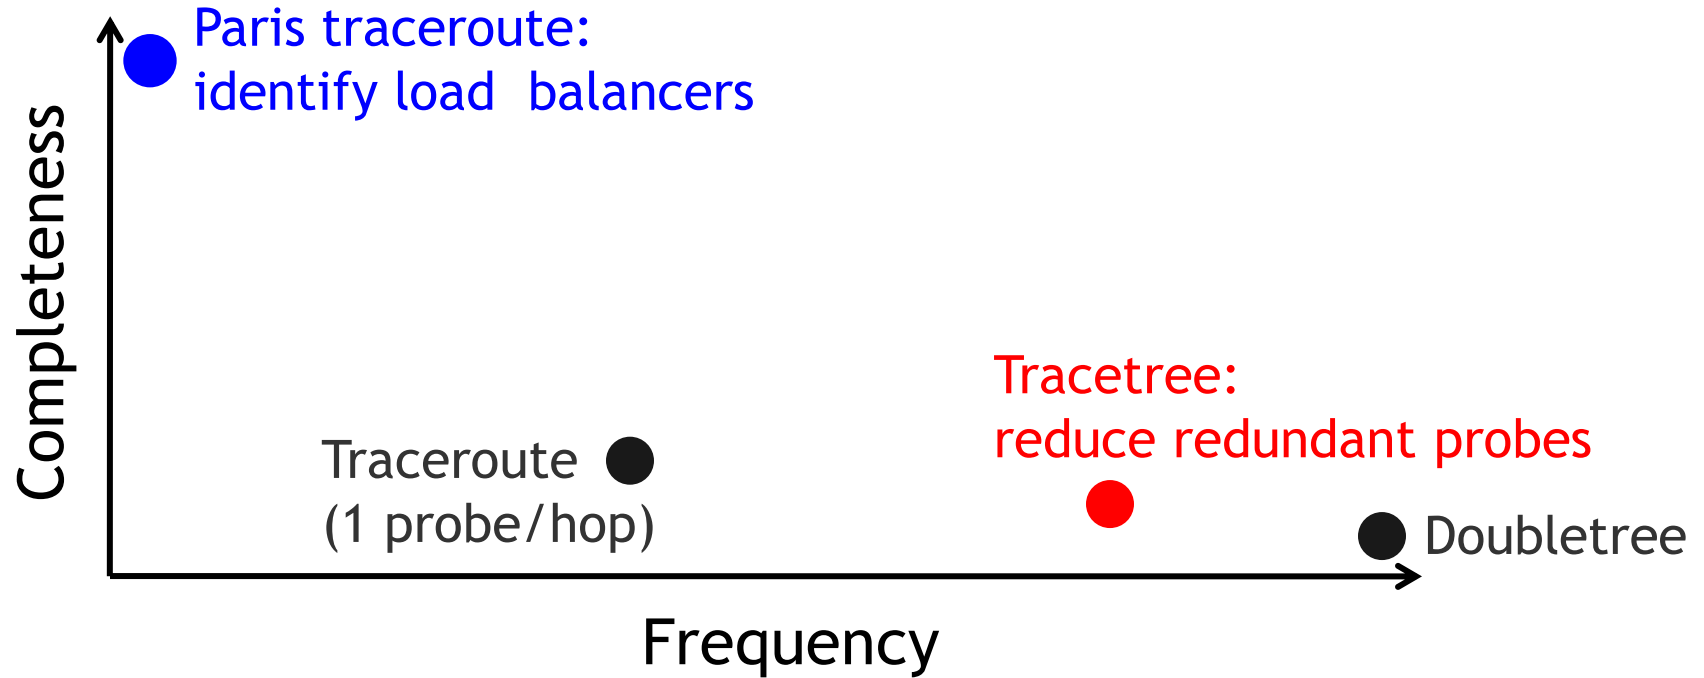 Paris traceroute:
identify load  balancers
Completeness
Tracetree:
reduce redundant probes
Traceroute
(1 probe/hop)
Doubletree
Frequency